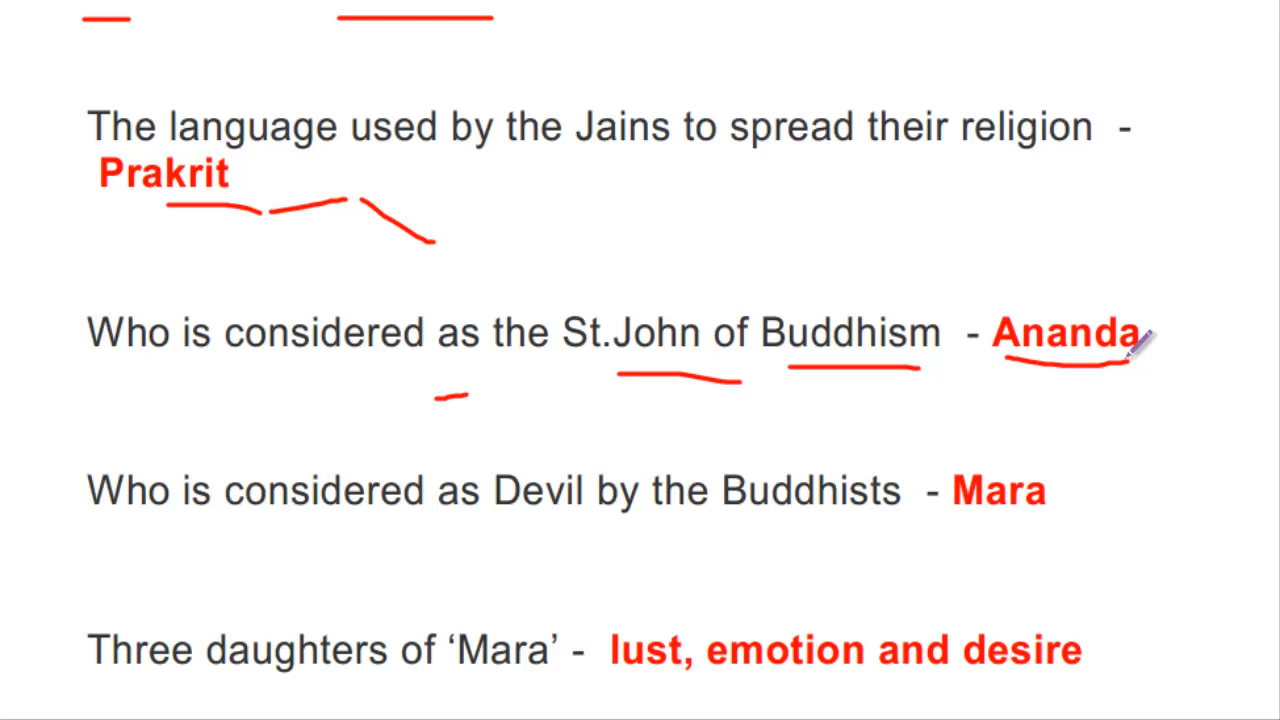 The language used by the Jains to spread their religion -
Prakrit
Who is considered as the St.John of Buddhism - Ananda
Who is considered as Devil by the Buddhists - Mara
Three daughters of ‘Mara’ - lust, emotion and desire